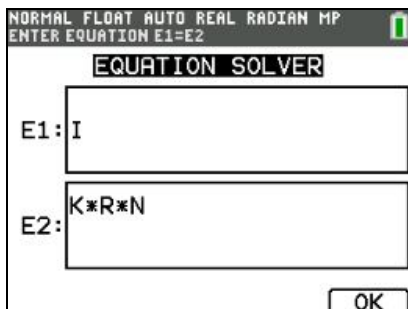 NORMAL FLOAT AUTO REAL RADIAN MP
ENTER EQUATION E1=E2
EQUATION SOLVER
E1: I
E2: K*R*N
OK